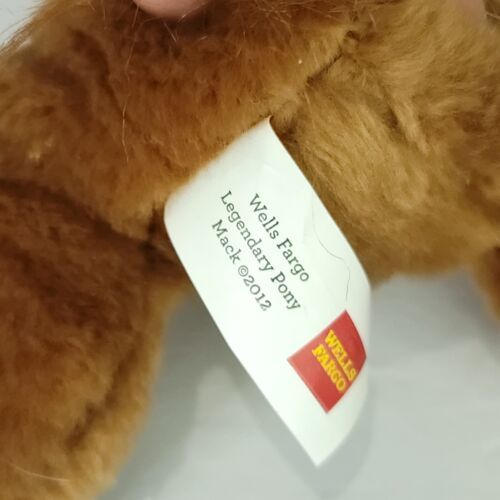 Wells Fargo
Legendary Pony
Mack ©2012
WELLS
FARGO